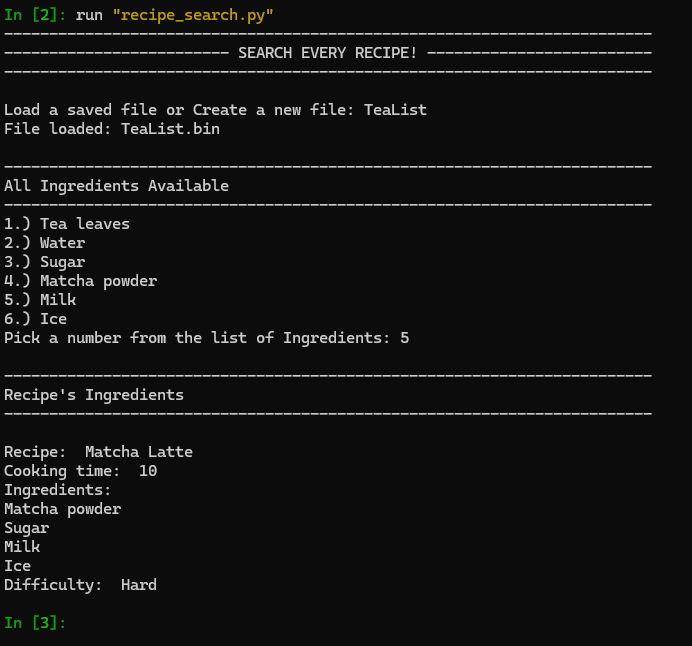 In [2]: run "recipe_search.py"
------------------------------------------------------------------------
------------------------- SEARCH EVERY RECIPE! -------------------------
------------------------------------------------------------------------
Load a saved file or Create a new file: TeaList
File loaded: TeaList.bin
------------------------------------------------------------------------
All Ingredients Available
------------------------------------------------------------------------
1.) Tea leaves
2.) Water
3.) Sugar
4.) Matcha powder
5.) Milk
6.) Ice
Pick a number from the list of Ingredients: 5
------------------------------------------------------------------------
Recipe's Ingredients
------------------------------------------------------------------------
Recipe:  Matcha Latte
Cooking time:  10
Ingredients:
Matcha powder
Sugar
Milk
Ice
Difficulty:  Hard
In [3]: